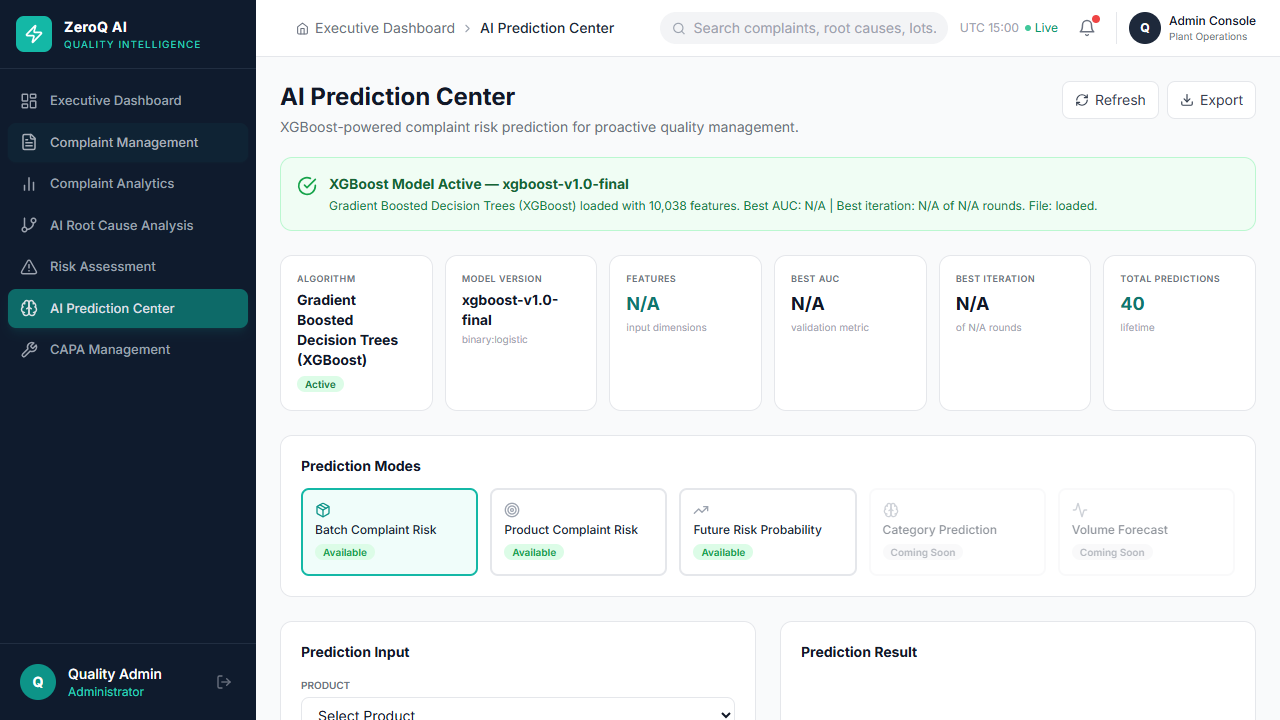 ZeroQ AI
QUALITY INTELLIGENCE
Executive Dashboard
Complaint Management
Complaint Analytics
AI Root Cause Analysis
Risk Assessment
AI Prediction Center
CAPA Management
Q
Quality Admin
Administrator
Executive Dashboard > AI Prediction Center
Search complaints, root causes, lots.
UTC 15:00 Live
Q
Admin Console
Plant Operations
AI Prediction Center
XGBoost-powered complaint risk prediction for proactive quality management.
Refresh
Export
XGBoost Model Active — xgboost-v1.0-final
Gradient Boosted Decision Trees (XGBoost) loaded with 10,038 features. Best AUC: N/A | Best iteration: N/A of N/A rounds. File: loaded.
ALGORITHM
Gradient
Boosted
Decision Trees
(XGBoost)
Active
MODEL VERSION
xgboost-v1.0-
final
binary:logistic
FEATURES
N/A
input dimensions
BEST AUC
N/A
validation metric
BEST ITERATION
N/A
of N/A rounds
TOTAL PREDICTIONS
40
lifetime
Prediction Modes
Batch Complaint Risk
Available
Product Complaint Risk
Available
Future Risk Probability
Available
Category Prediction
Coming Soon
Volume Forecast
Coming Soon
Prediction Input
PRODUCT
Select Product
Prediction Result